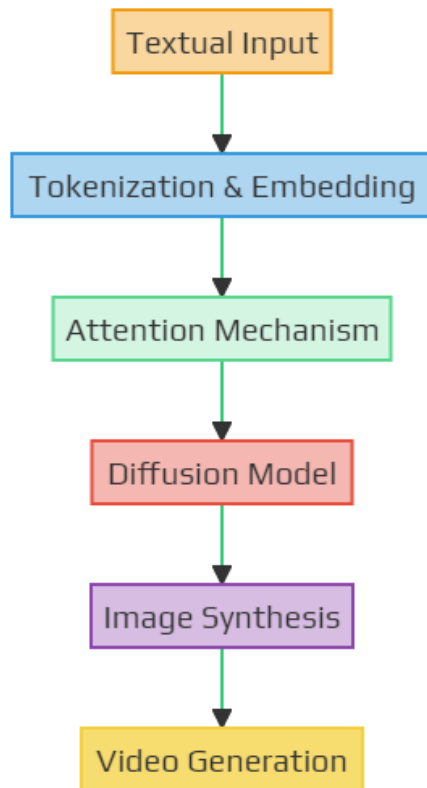 Textual Input
Tokenization & Embedding
Attention Mechanism
Diffusion Model
Image Synthesis
Video Generation